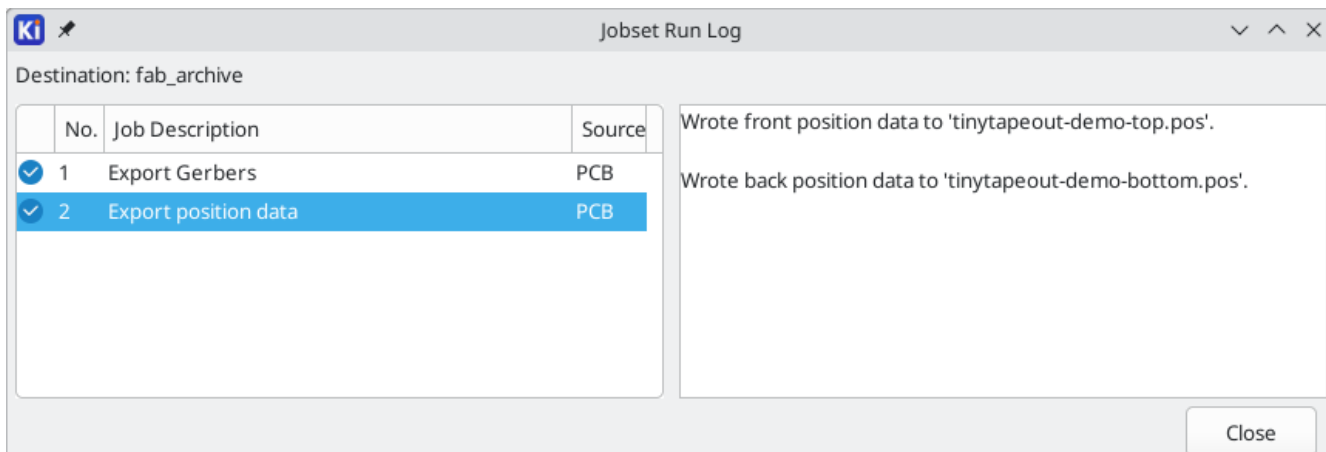 Ki
Jobset Run Log
Destination: fab_archive
No. Job Description Source
1 Export Gerbers PCB
2 Export position data PCB
Wrote front position data to 'tinytapeout-demo-top.pos'.
Wrote back position data to 'tinytapeout-demo-bottom.pos'.
Close